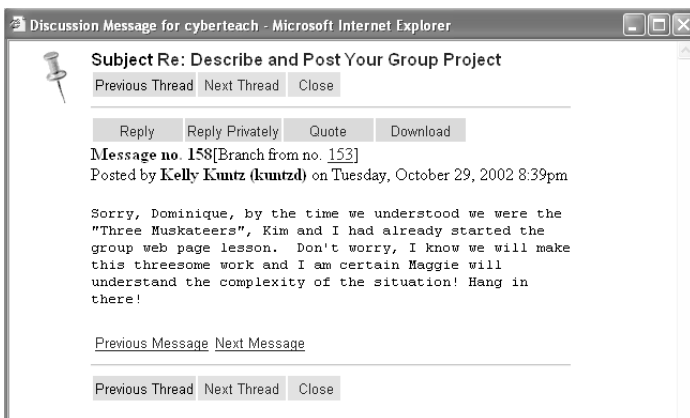 Discussion Message for cyberteach - Microsoft Internet Explorer
Subject Re: Describe and Post Your Group Project
Previous Thread Next Thread Close
Reply Reply Privately Quote Download
Message no. 158[Branch from no. 153]
Posted by Kelly Kuntz (kuntzd) on Tuesday, October 29, 2002 8:39pm
Sorry, Dominique, by the time we understood we were the
"Three Muskateers", Kim and I had already started the
group web page lesson.  Don't worry, I know we will make
this threesome work and I am certain Maggie will
understand the complexity of the situation! Hang in
there!
Previous Message Next Message
Previous Thread Next Thread Close